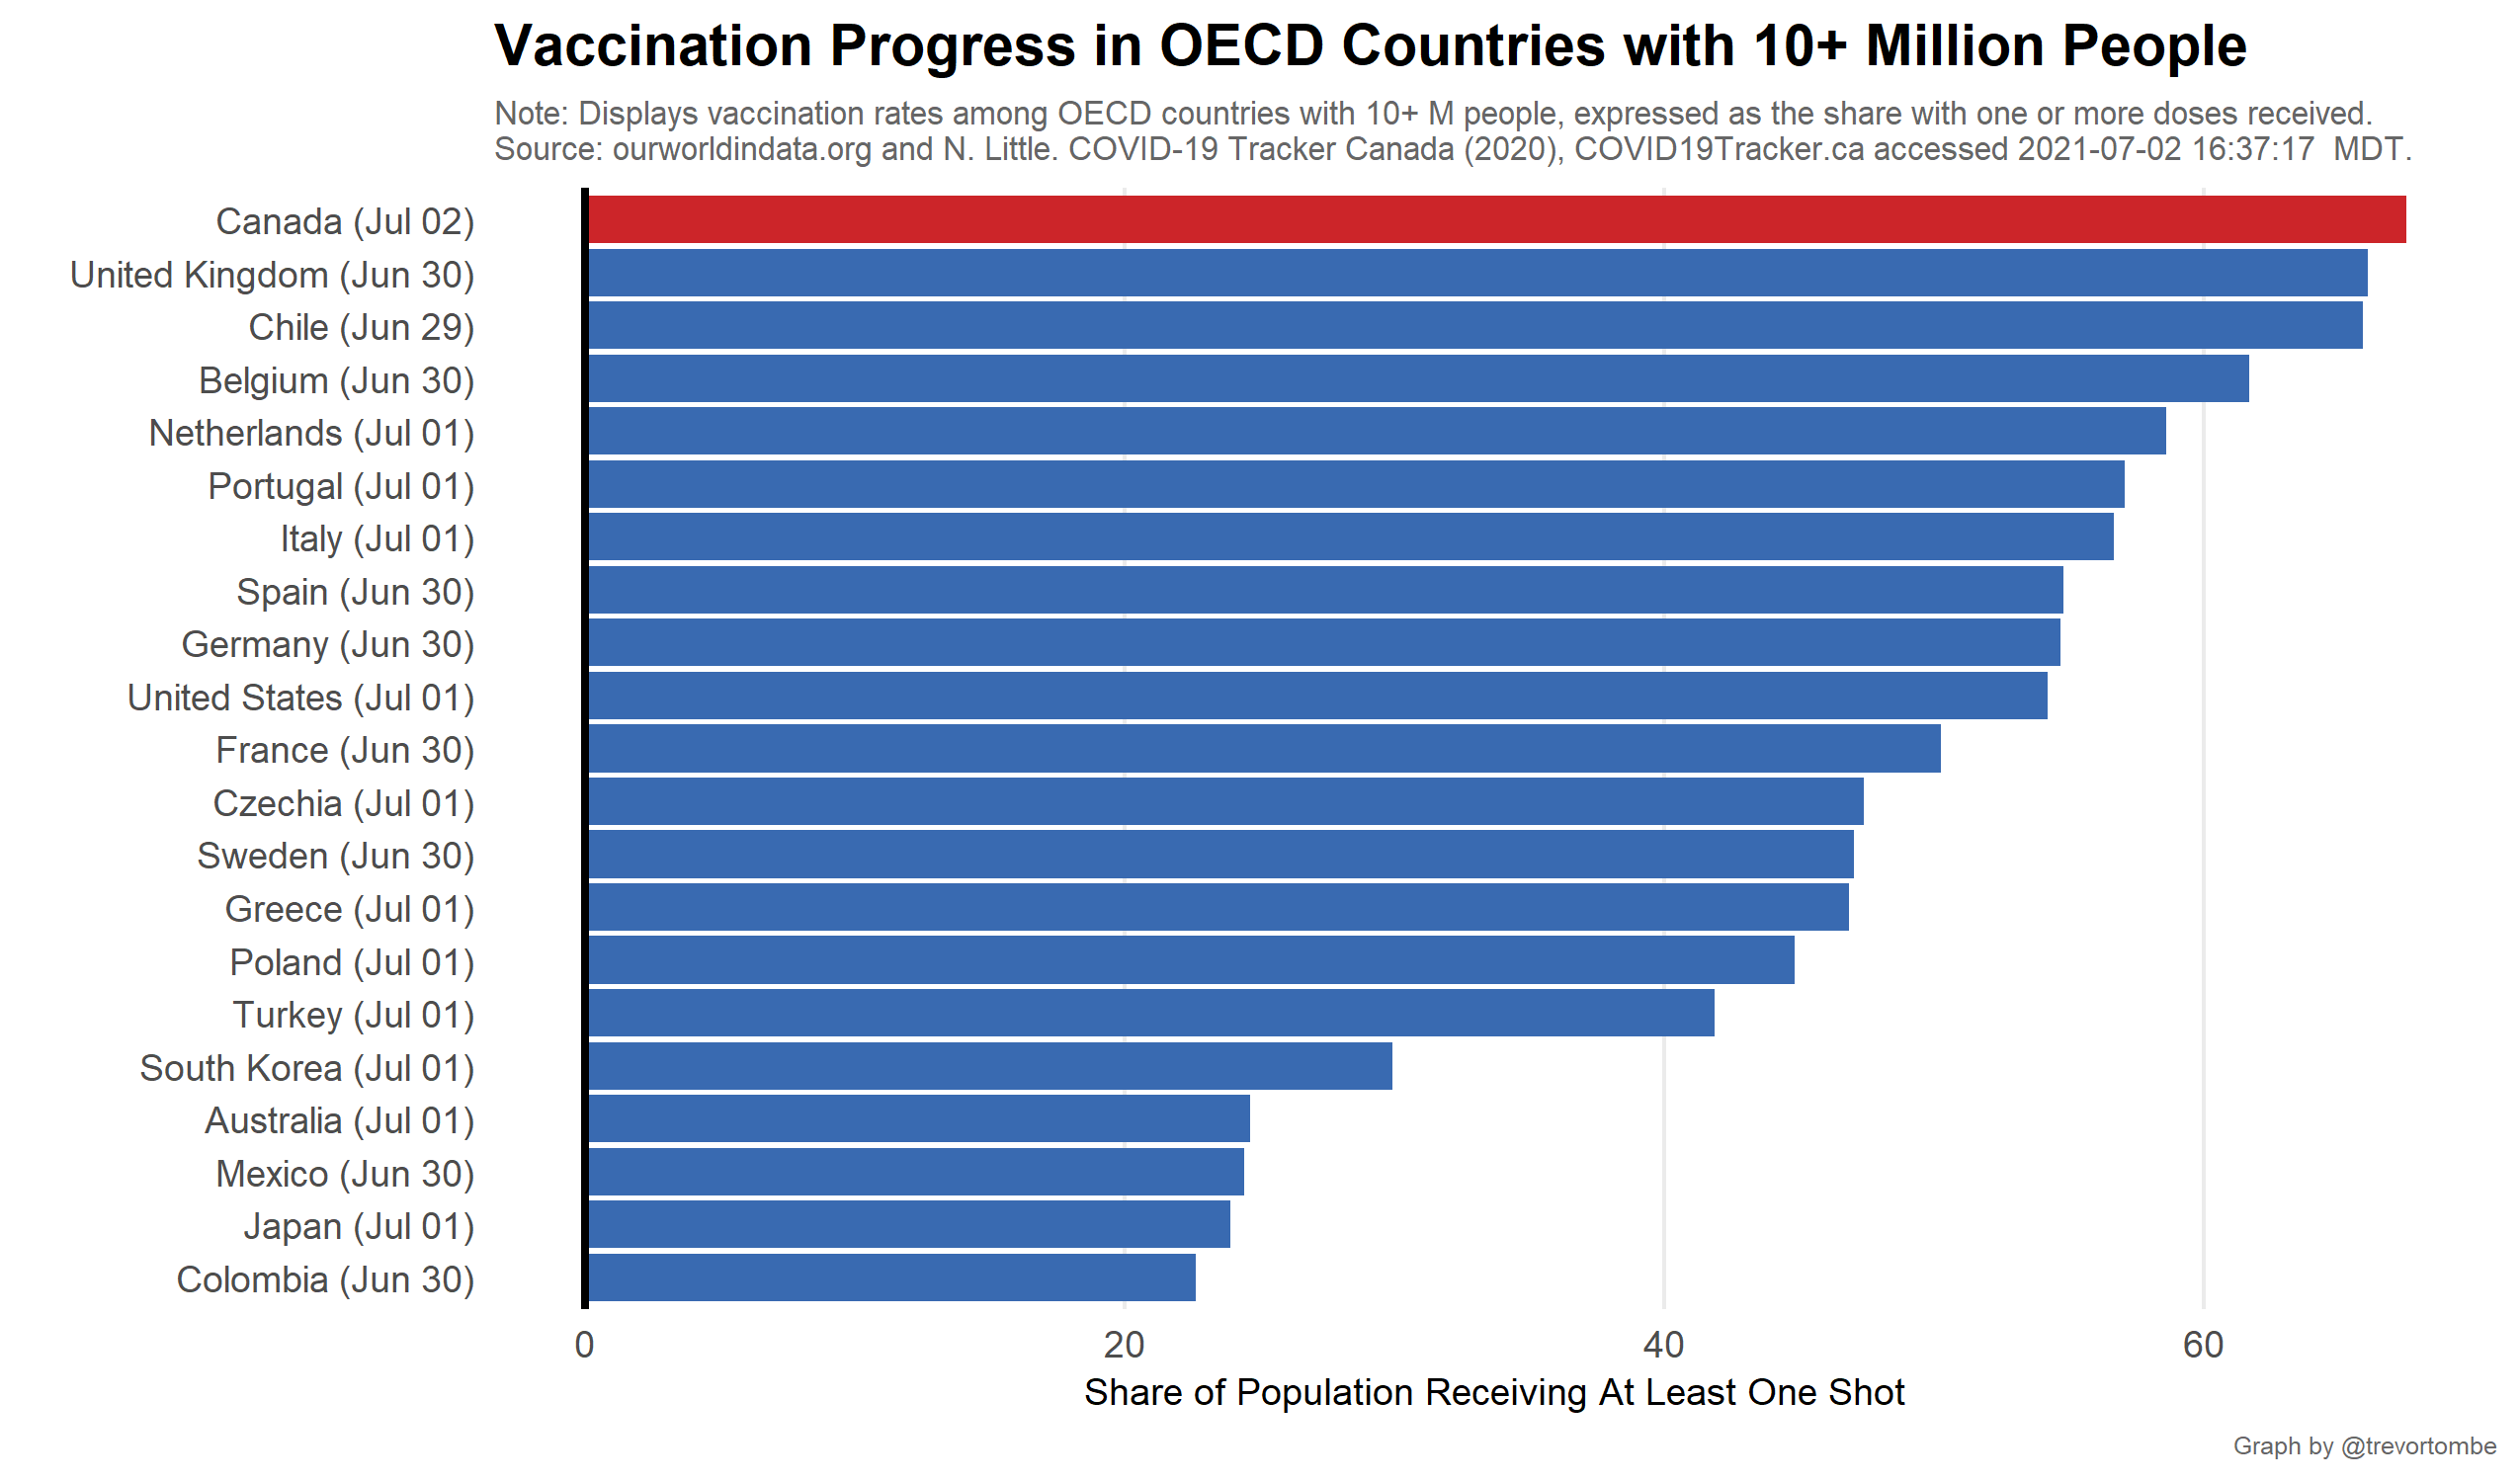 Vaccination Progress in OECD Countries with 10+ Million People
Note: Displays vaccination rates among OECD countries with 10+ M people, expressed as the share with one or more doses received.
Source: ourworldindata.org and N. Little. COVID-19 Tracker Canada (2020), COVID19Tracker.ca accessed 2021-07-02 16:37:17  MDT.
Canada (Jul 02)
United Kingdom (Jun 30)
Chile (Jun 29)
Belgium (Jun 30)
Netherlands (Jul 01)
Portugal (Jul 01)
Italy (Jul 01)
Spain (Jun 30)
Germany (Jun 30)
United States (Jul 01)
France (Jun 30)
Czechia (Jul 01)
Sweden (Jun 30)
Greece (Jul 01)
Poland (Jul 01)
Turkey (Jul 01)
South Korea (Jul 01)
Australia (Jul 01)
Mexico (Jun 30)
Japan (Jul 01)
Colombia (Jun 30)
0 20 40 60
Share of Population Receiving At Least One Shot
Graph by @trevortombe